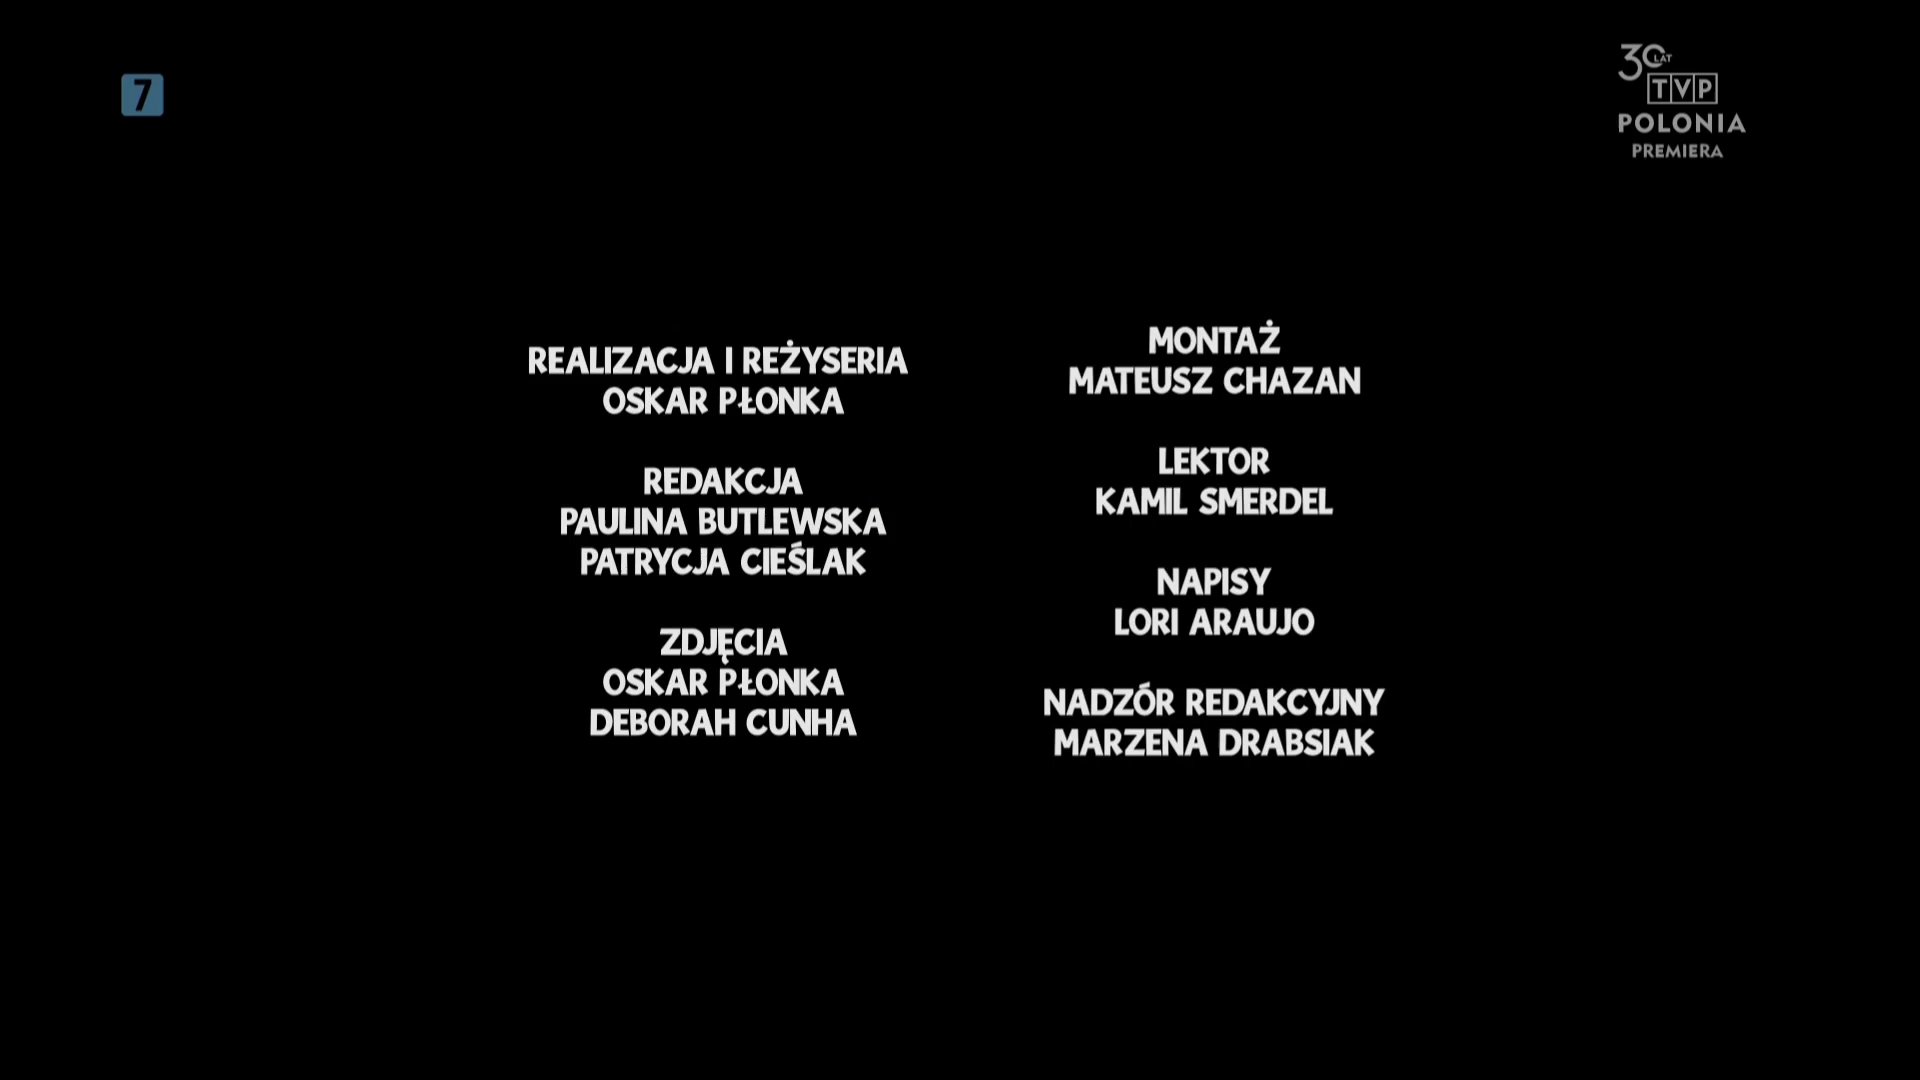 7
30 LAT
TVP
POLONIA
PREMIERA
REALIZACJA I REŻYSERIA
OSKAR PŁONKA
REDAKCJA
PAULINA BUTLEWSKA
PATRYCJA CIEŚLAK
ZDJĘCIA
OSKAR PŁONKA
DEBORAH CUNHA
MONTAŻ
MATEUSZ CHAZAN
LEKTOR
KAMIL SMERDEL
NAPISY
LORI ARAUJO
NADZÓR REDAKCYJNY
MARZENA DRABSIAK